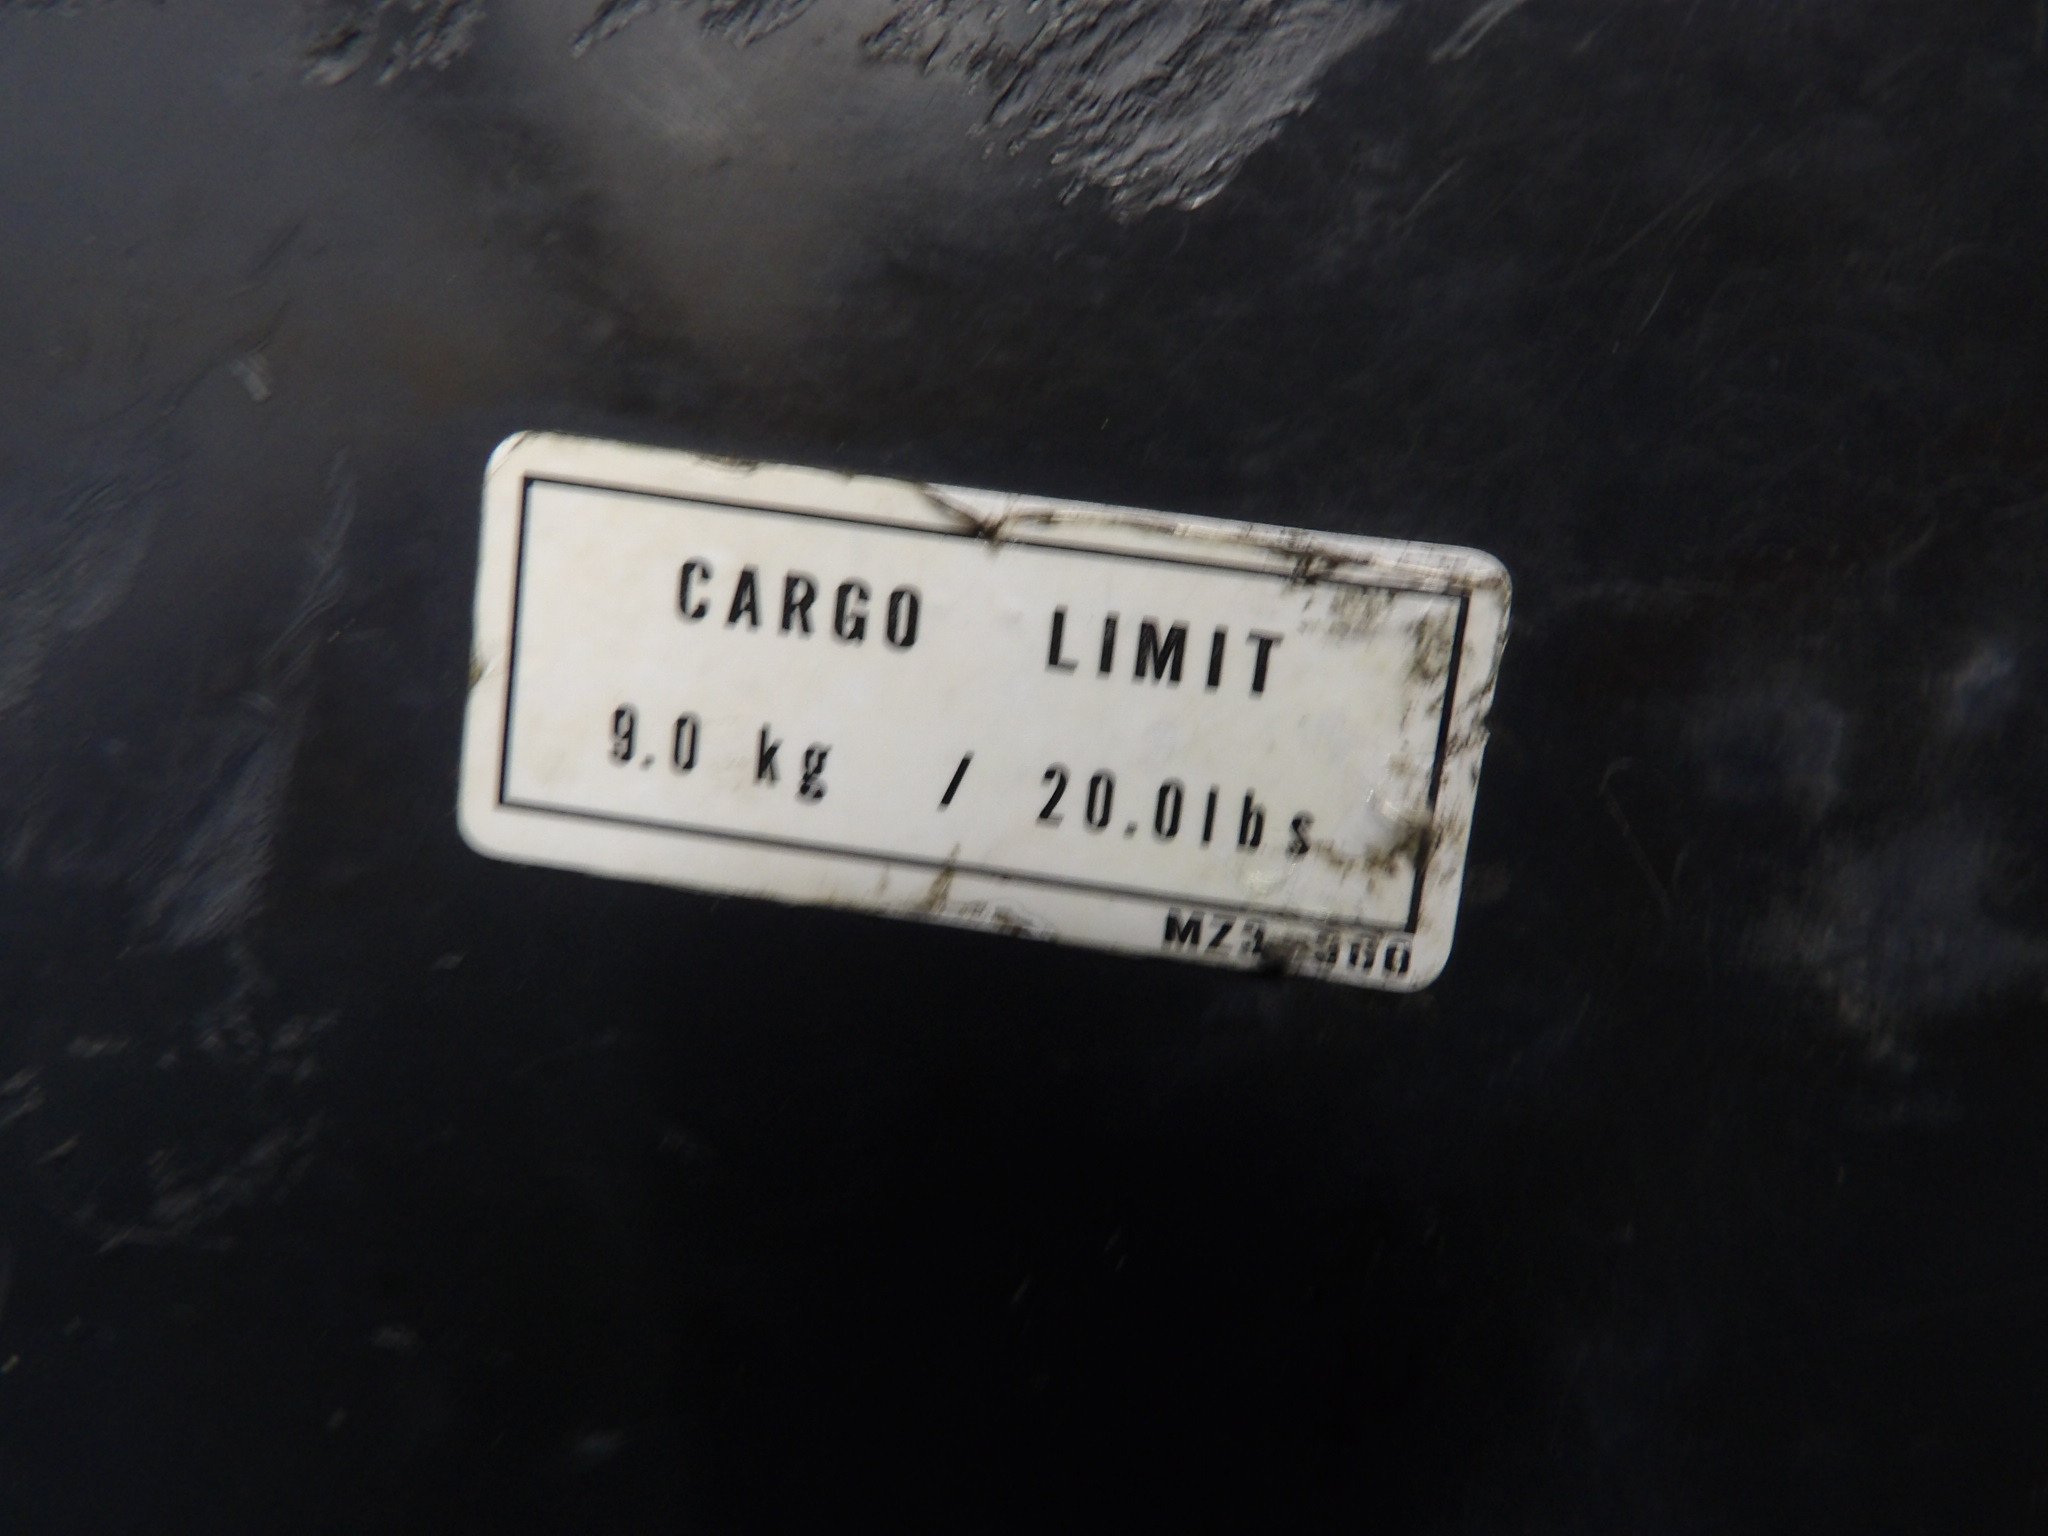 CARGO LIMIT
9.0 kg / 20.0lbs